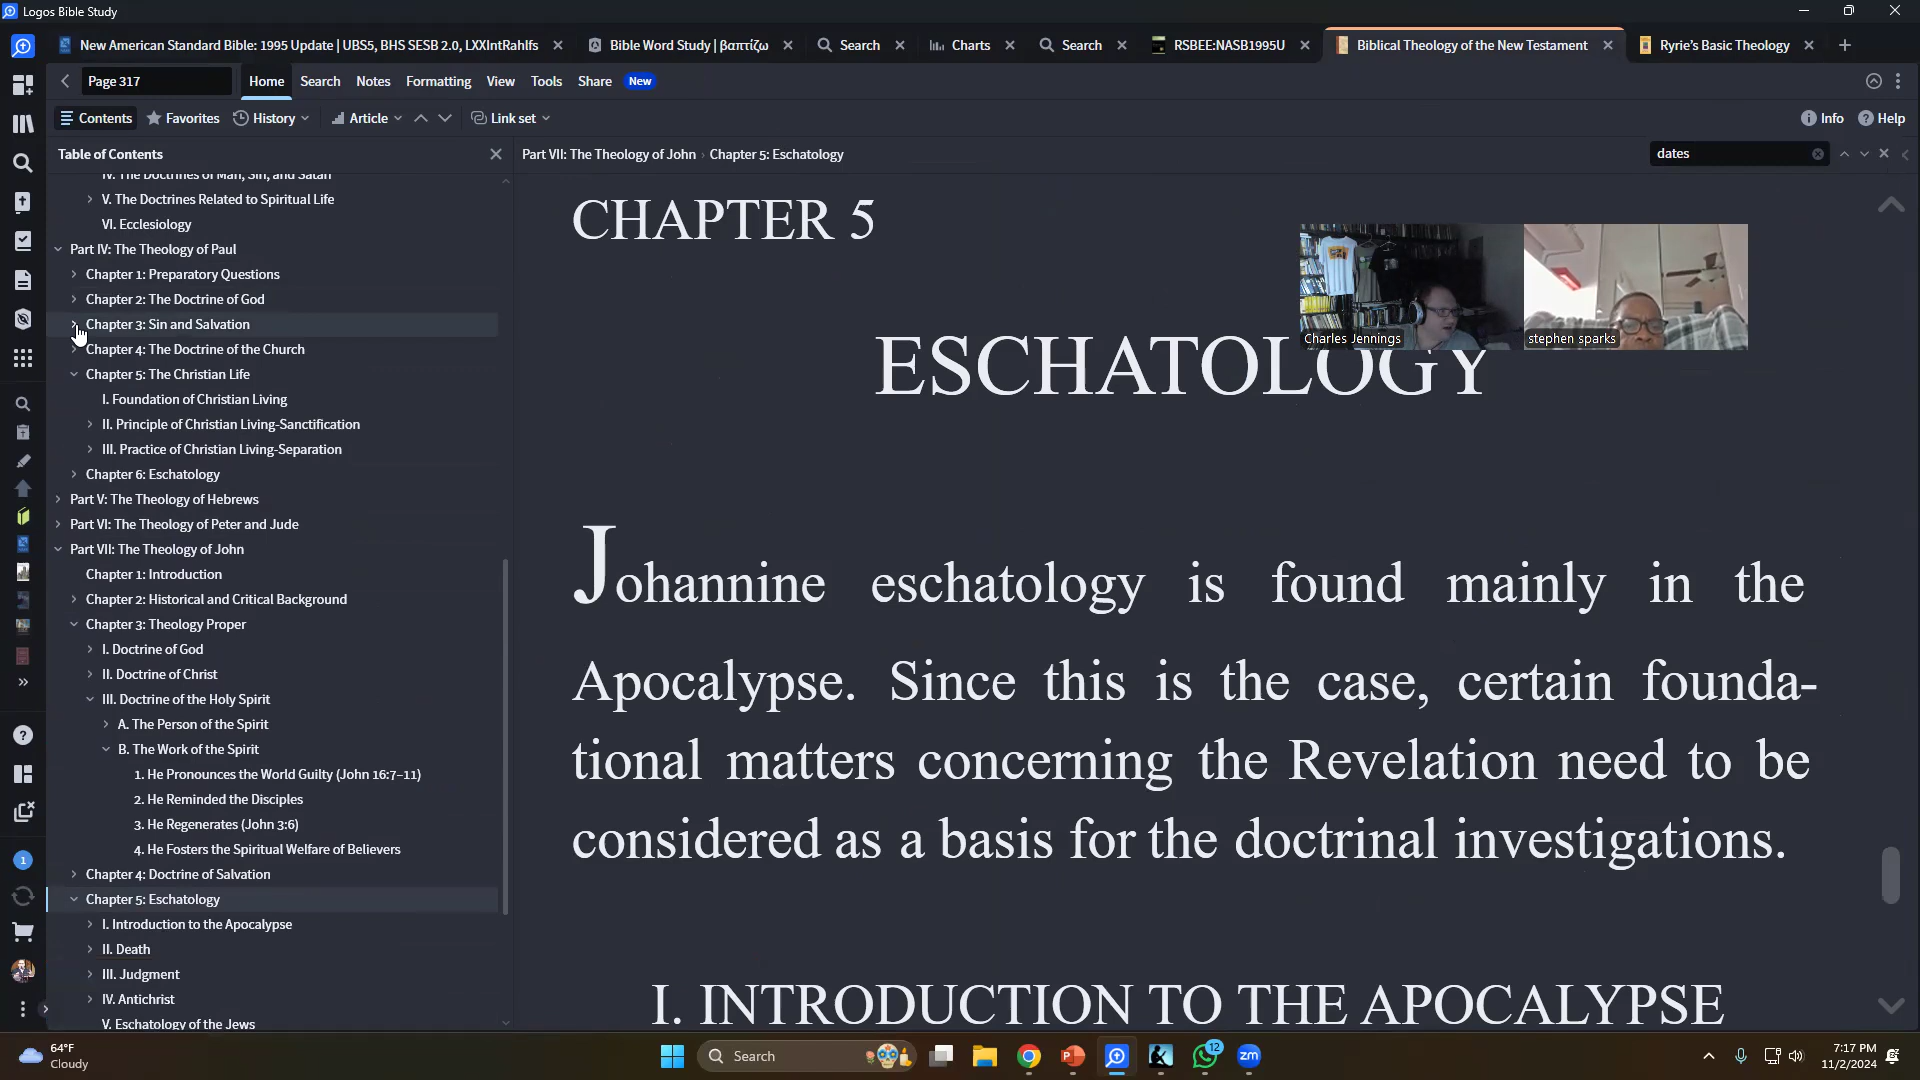 Logos Bible Study
New American Standard Bible: 1995 Update | UBS5, BHS SESB 2.0, LXXIntRahlfs
Bible Word Study | βαπτίζω
Search
Charts
Search
RSBEE:NASB1995U
Biblical Theology of the New Testament
Ryrie's Basic Theology
Page 317
Home
Search
Notes
Formatting
View
Tools
Share
New
Contents
Favorites
History
Article
Link set
Info
Help
Table of Contents
Part VII: The Theology of John › Chapter 5: Eschatology
dates
IV. The Doctrines of Man, Sin, and Satan
V. The Doctrines Related to Spiritual Life
VI. Ecclesiology
Part IV: The Theology of Paul
Chapter 1: Preparatory Questions
Chapter 2: The Doctrine of God
Chapter 3: Sin and Salvation
Chapter 4: The Doctrine of the Church
Chapter 5: The Christian Life
I. Foundation of Christian Living
II. Principle of Christian Living-Sanctification
III. Practice of Christian Living-Separation
Chapter 6: Eschatology
Part V: The Theology of Hebrews
Part VI: The Theology of Peter and Jude
Part VII: The Theology of John
Chapter 1: Introduction
Chapter 2: Historical and Critical Background
Chapter 3: Theology Proper
I. Doctrine of God
II. Doctrine of Christ
III. Doctrine of the Holy Spirit
A. The Person of the Spirit
B. The Work of the Spirit
1. He Pronounces the World Guilty (John 16:7–11)
2. He Reminded the Disciples
3. He Regenerates (John 3:6)
4. He Fosters the Spiritual Welfare of Believers
Chapter 4: Doctrine of Salvation
Chapter 5: Eschatology
I. Introduction to the Apocalypse
II. Death
III. Judgment
IV. Antichrist
V. Eschatology of the Jews
CHAPTER 5
ESCHATOLOGY
Charles Jennings
stephen sparks
Johannine eschatology is found mainly in the
Apocalypse. Since this is the case, certain founda-
tional matters concerning the Revelation need to be
considered as a basis for the doctrinal investigations.
I. INTRODUCTION TO THE APOCALYPSE
1
64°F
Cloudy
Search
12
zm
7:17 PM
11/2/2024